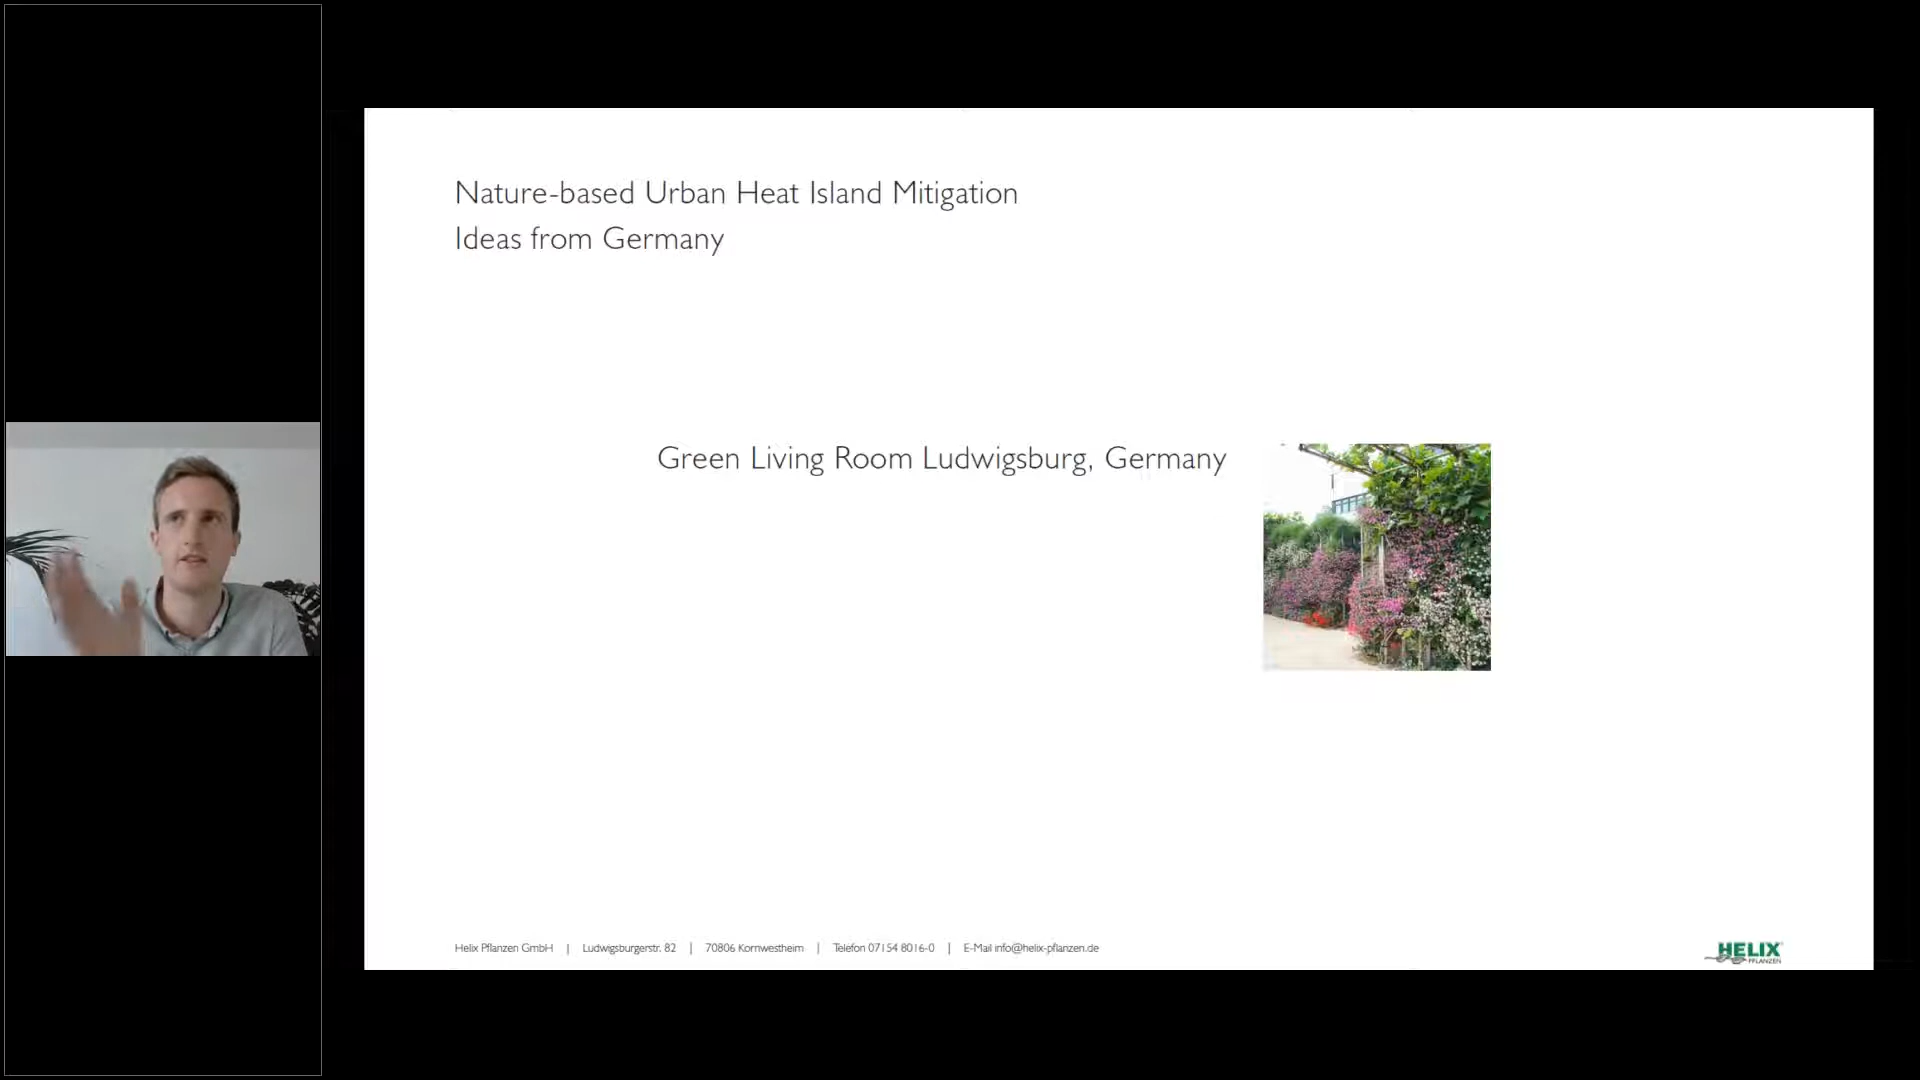 Nature-based Urban Heat Island Mitigation
Ideas from Germany
Green Living Room Ludwigsburg, Germany
Helix Pflanzen GmbH | Ludwigsburgerstr. 82 | 70806 Kornwestheim | Telefon 07154 8016-0 | E-Mail info@helix-pflanzen.de
HELIX
PFLANZEN